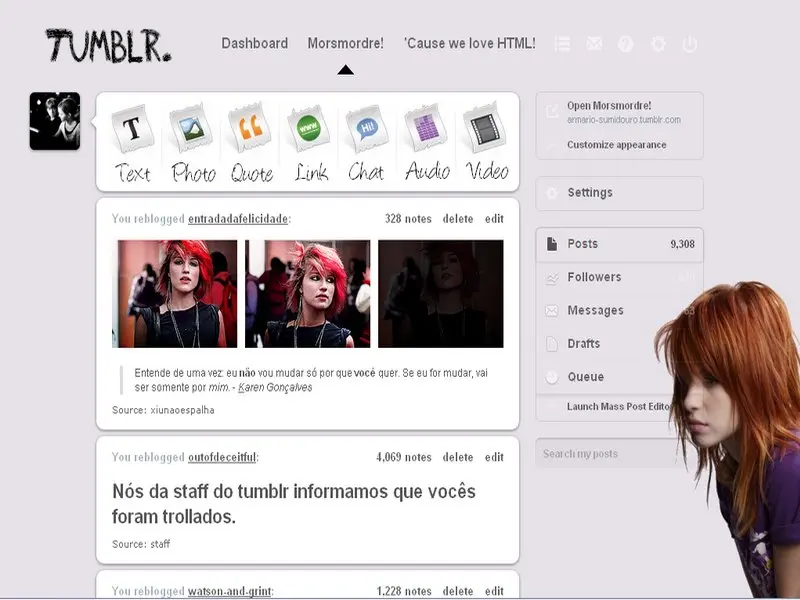 TUMBLR.
Dashboard Morsmordre! 'Cause we love HTML!
T www Hi!
Text Photo Quote Link Chat Audio Video
Open Morsmordre!
armario-sumidouro.tumblr.com
Customize appearance
Settings
Posts 9,308
Followers
Messages
Drafts
Queue
Launch Mass Post Edito
Search my posts
You reblogged entradadafelicidade: 328 notes delete edit
Entende de uma vez: eu não vou mudar só por que você quer. Se eu for mudar, vai
ser somente por mim. - Karen Gonçalves
Source: xiunaoespalha
You reblogged outofdeceitful: 4,069 notes delete edit
Nós da staff do tumblr informamos que vocês
foram trollados.
Source: staff
You reblogged watson-and-grint: 1,228 notes delete edit